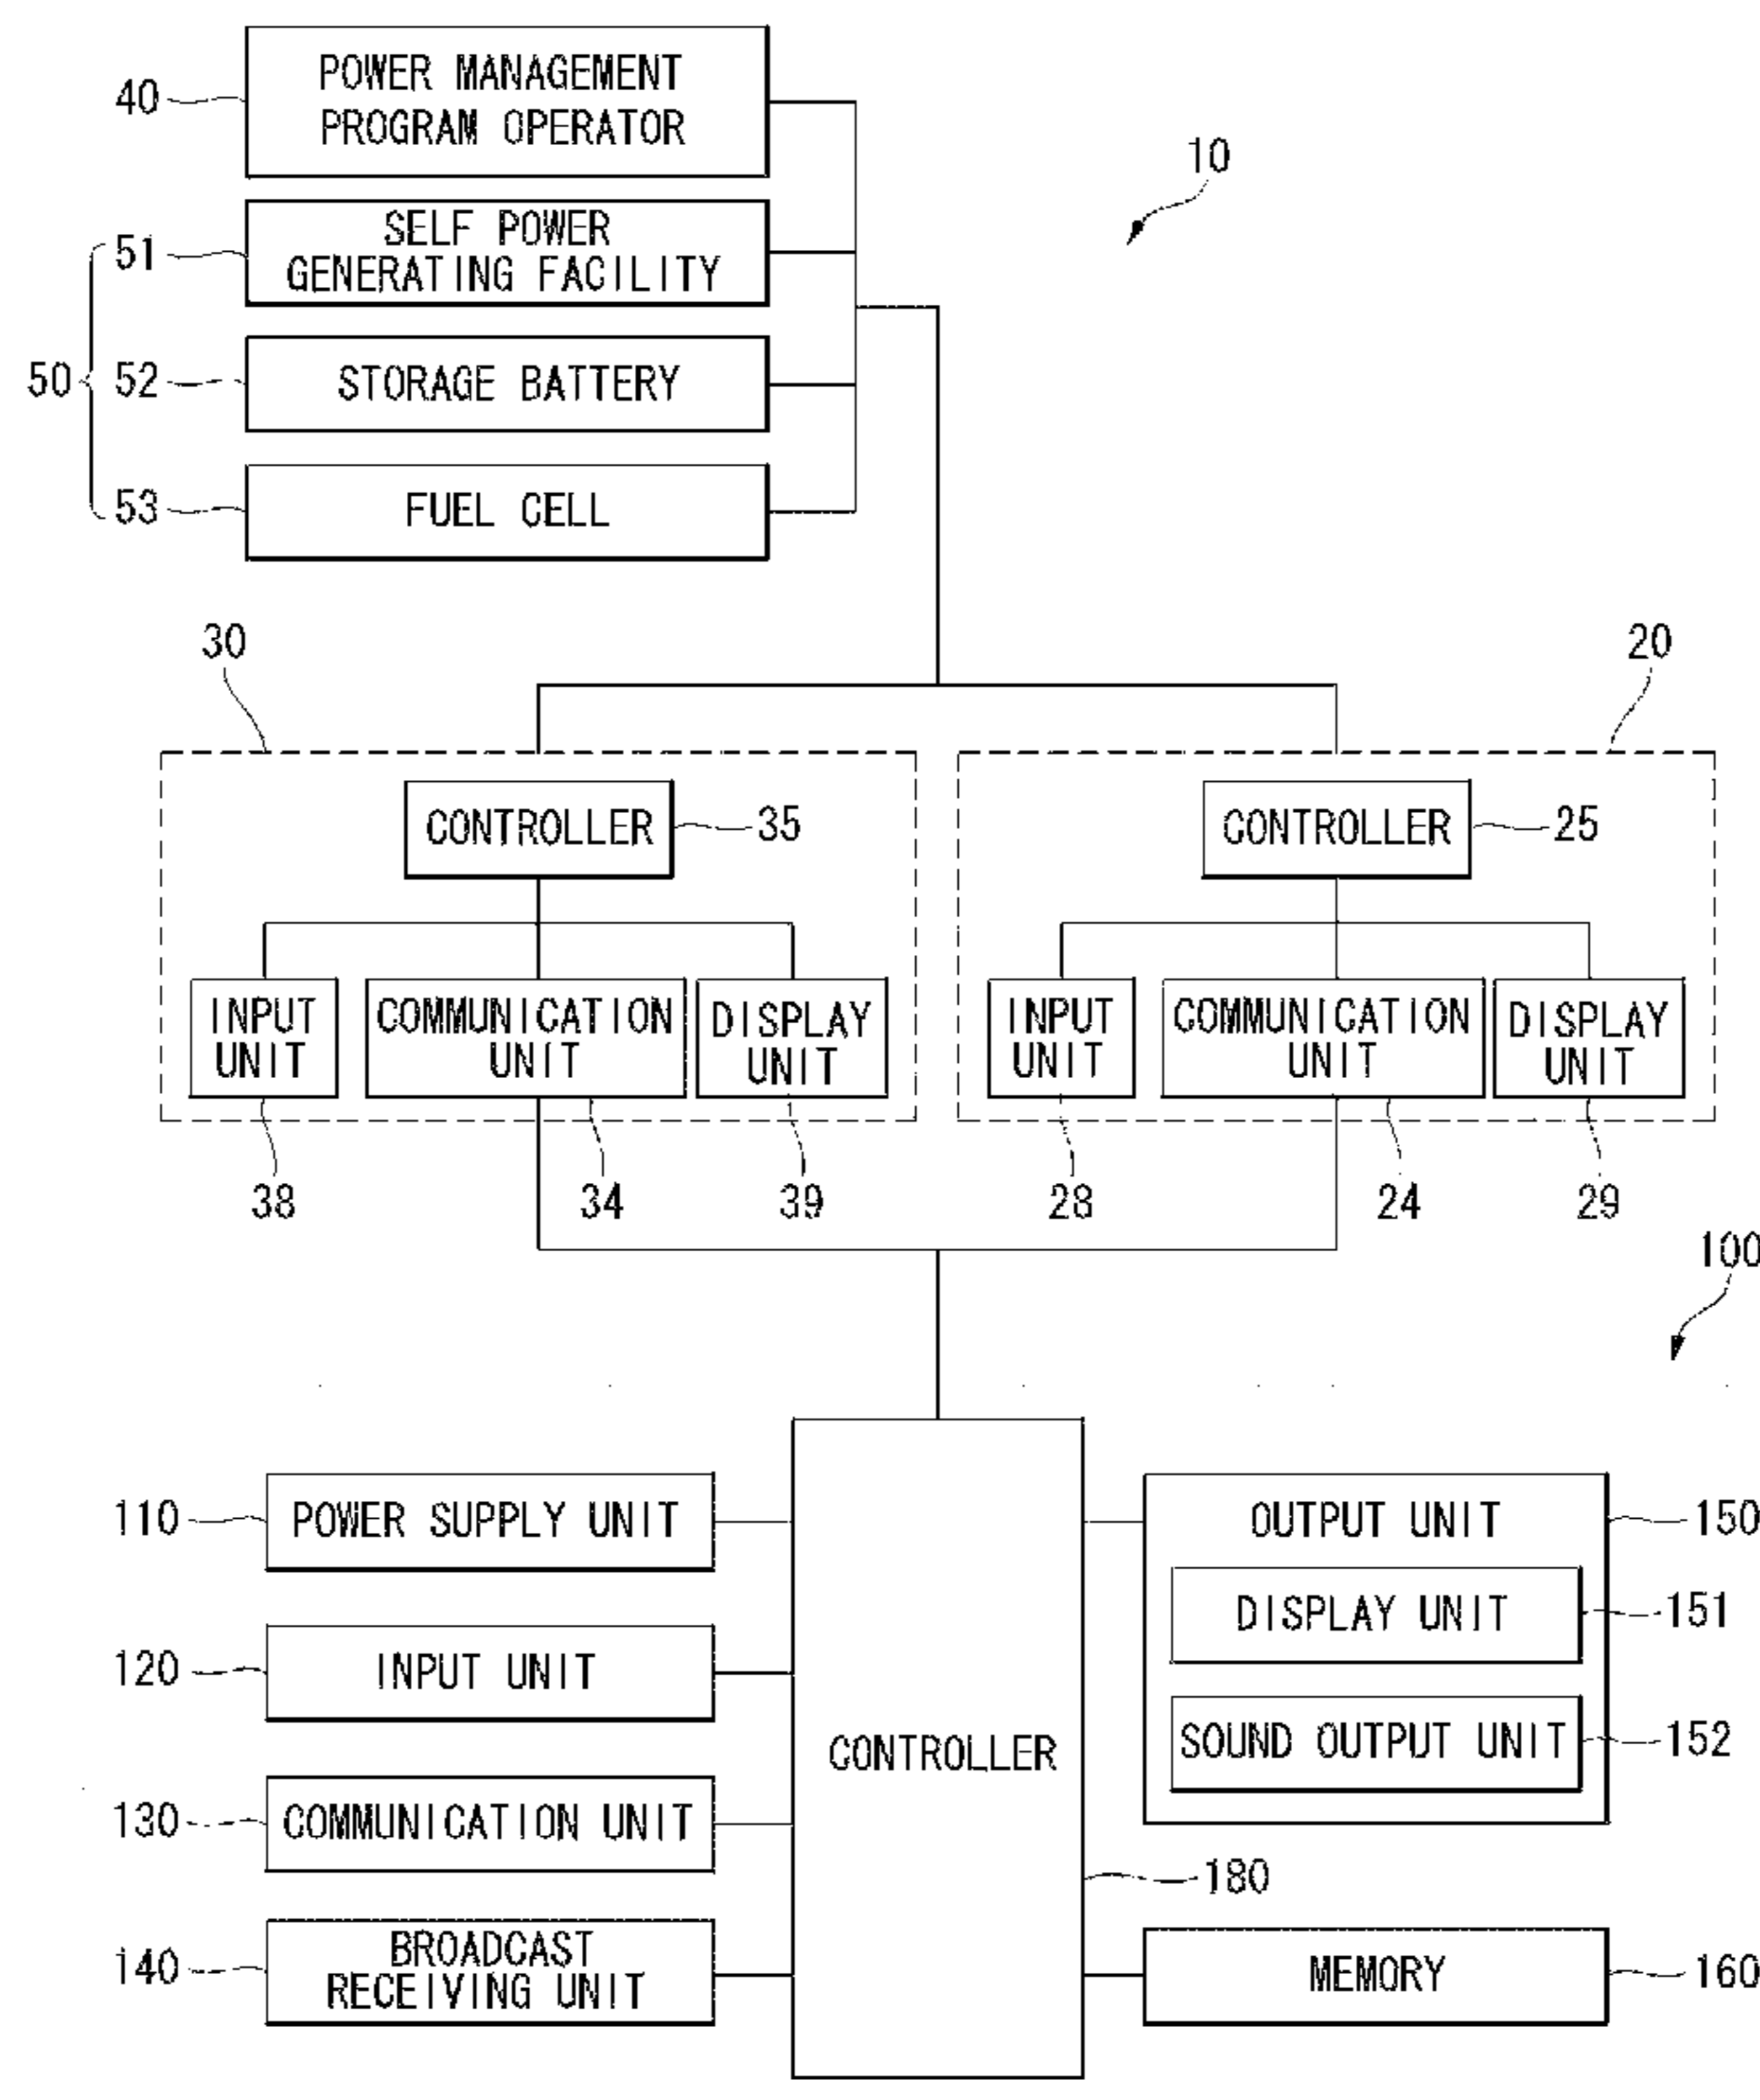 40
POWER MANAGEMENT
PROGRAM OPERATOR
10
50
51
SELF POWER
GENERATING FACILITY
52
STORAGE BATTERY
53
FUEL CELL
30
20
CONTROLLER
35
CONTROLLER
25
INPUT
UNIT
COMMUNICATION
UNIT
DISPLAY
UNIT
INPUT
UNIT
COMMUNICATION
UNIT
DISPLAY
UNIT
38
34
39
28
24
29
100
110
POWER SUPPLY UNIT
OUTPUT UNIT
150
DISPLAY UNIT
151
120
INPUT UNIT
SOUND OUTPUT UNIT
152
CONTROLLER
130
COMMUNICATION UNIT
180
140
BROADCAST
RECEIVING UNIT
MEMORY
160